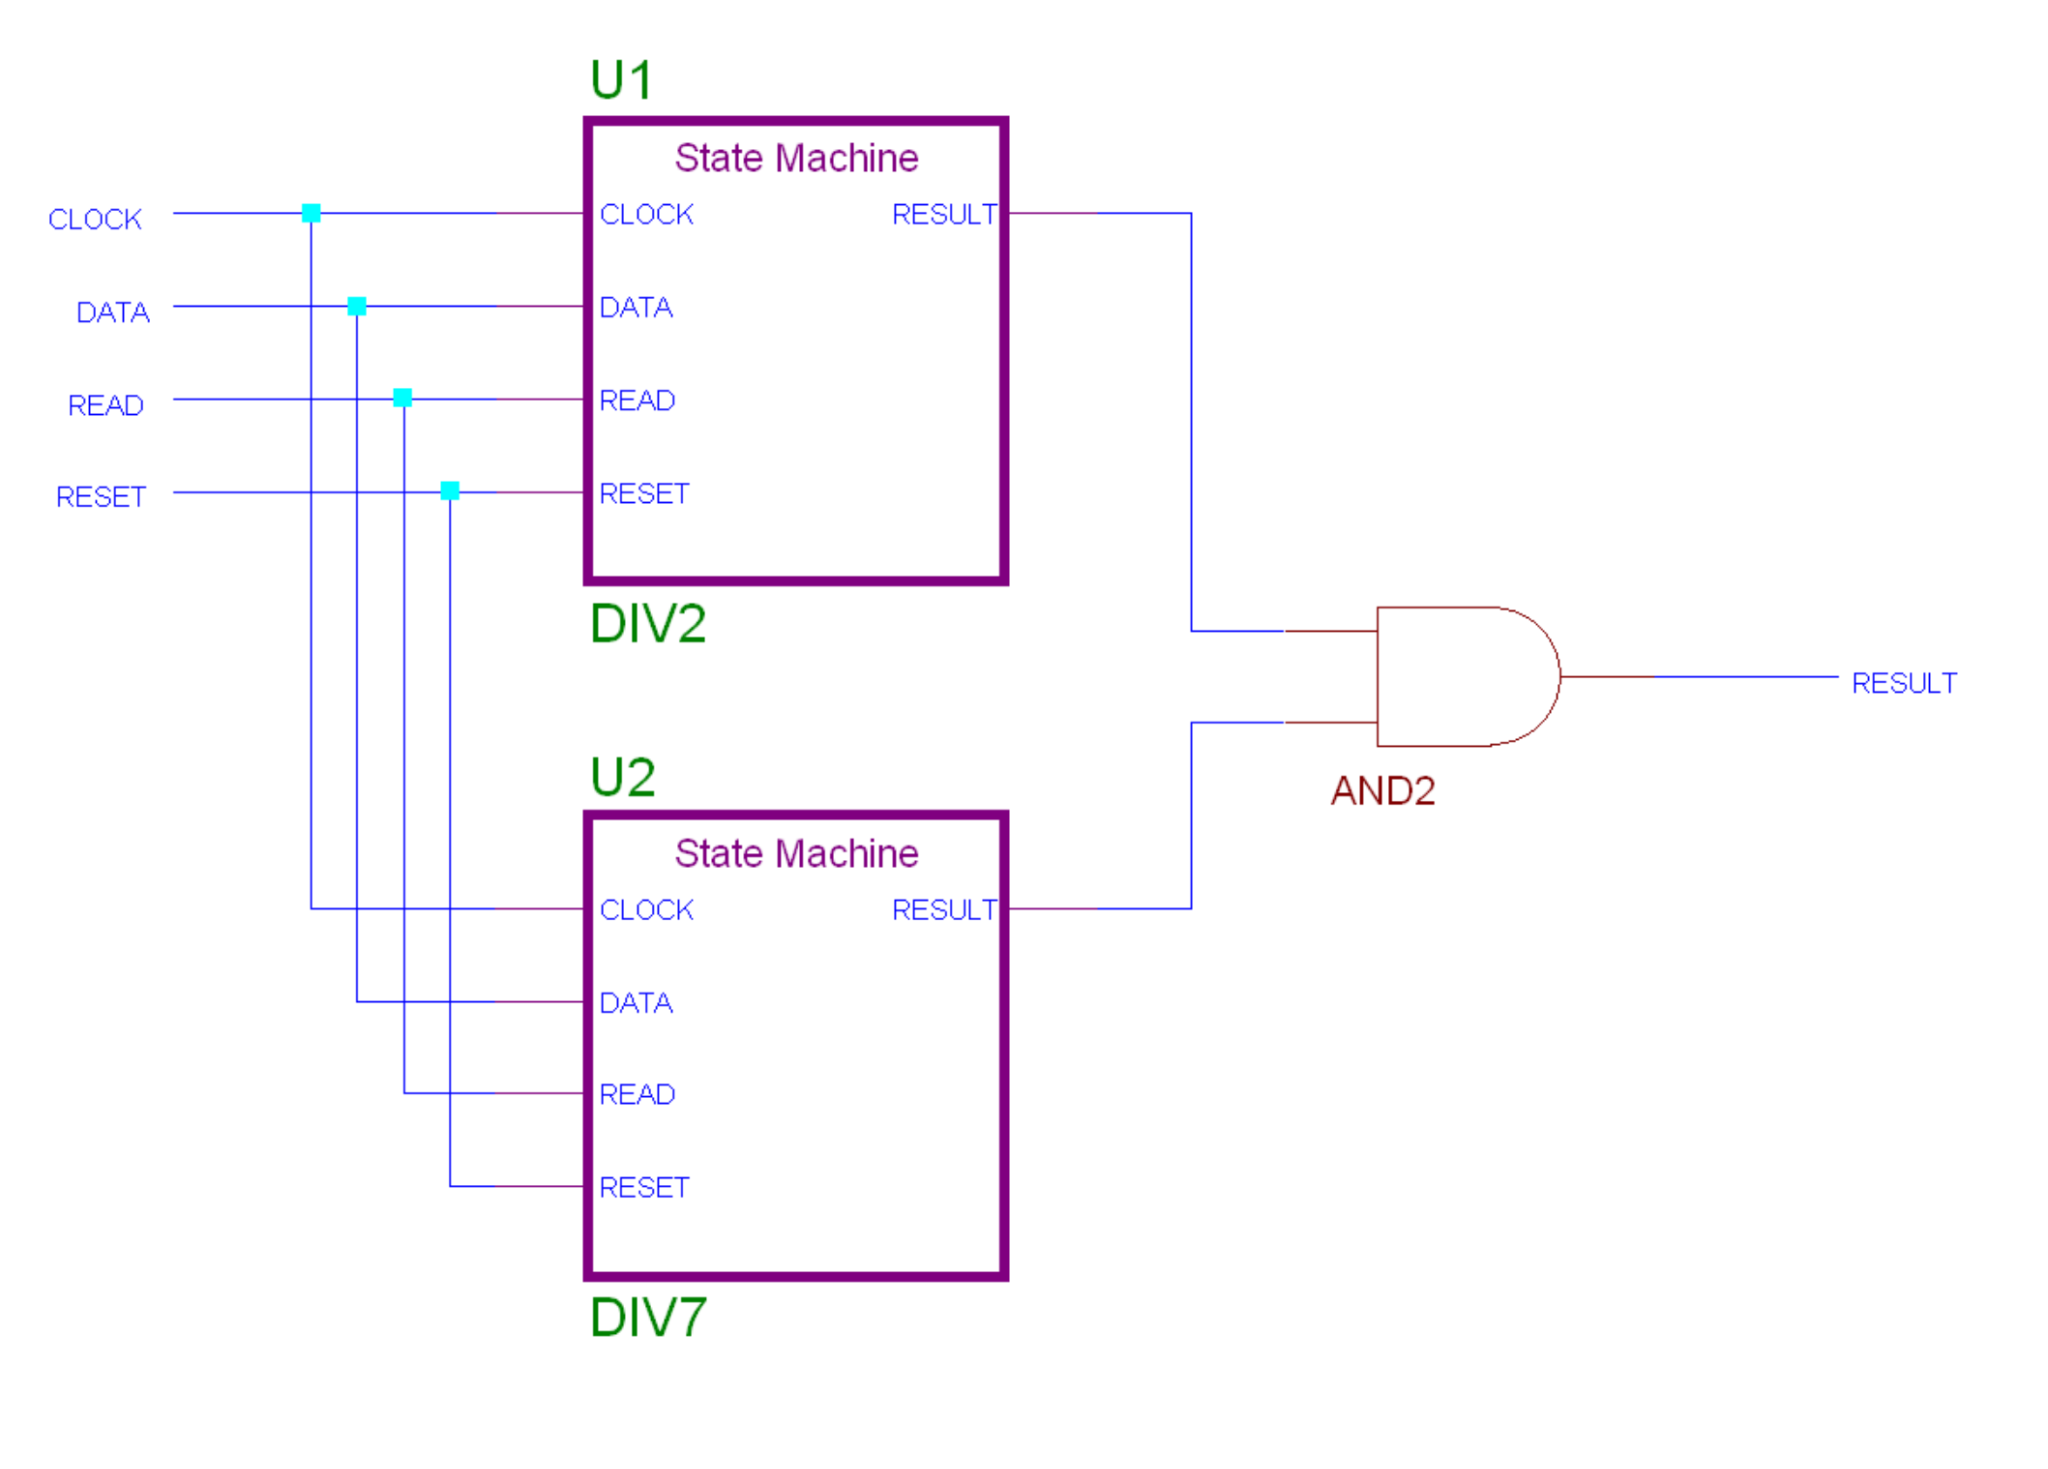 U1
State Machine
CLOCK
CLOCK
RESULT
DATA
DATA
READ
READ
RESET
RESET
DIV2
RESULT
U2
AND2
State Machine
CLOCK
RESULT
DATA
READ
RESET
DIV7